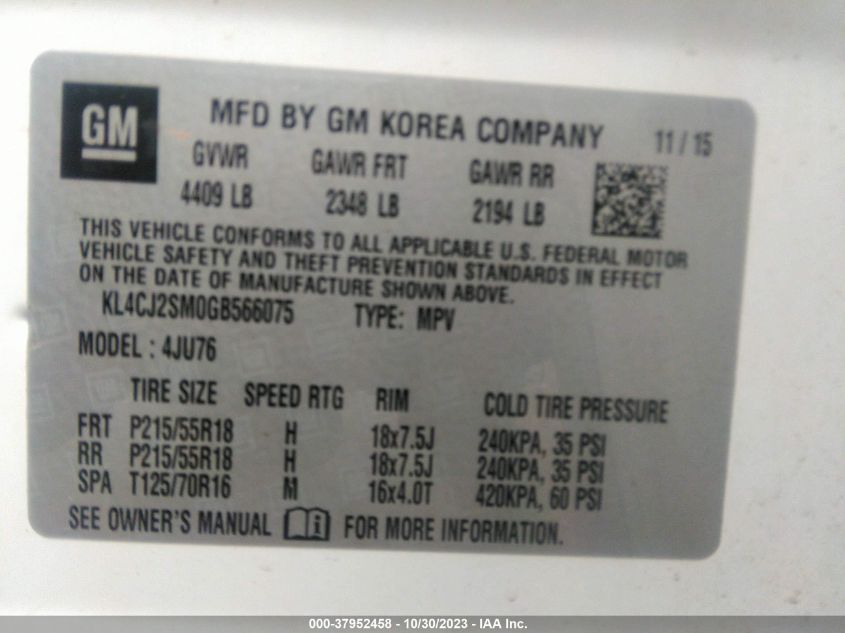 GM
MFD BY GM KOREA COMPANY 11/15
GVWR GAWR FRT GAWR RR
4409 LB 2348 LB 2194 LB
THIS VEHICLE CONFORMS TO ALL APPLICABLE U.S. FEDERAL MOTOR
VEHICLE SAFETY AND THEFT PREVENTION STANDARDS IN EFFECT
ON THE DATE OF MANUFACTURE SHOWN ABOVE.
KL4CJ2SM0GB566075 TYPE: MPV
MODEL : 4JU76
TIRE SIZE SPEED RTG RIM COLD TIRE PRESSURE
FRT P215/55R18 H 18x7.5J 240KPA, 35 PSI
RR P215/55R18 H 18x7.5J 240KPA, 35 PSI
SPA T125/70R16 M 16x4.0T 420KPA, 60 PSI
SEE OWNER'S MANUAL i FOR MORE INFORMATION.
000-37952458 - 10/30/2023 - IAA Inc.